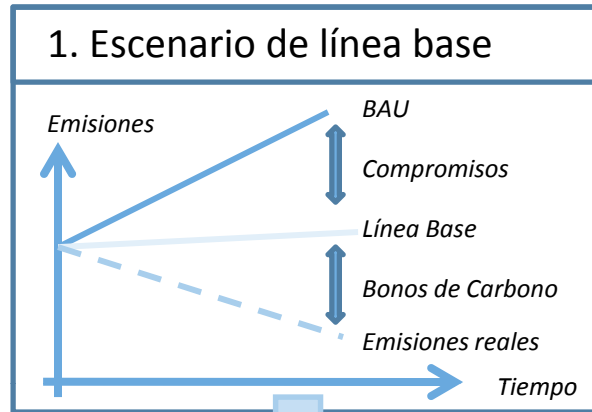 1. Escenario de línea base
Emisiones
BAU
Compromisos
Línea Base
Bonos de Carbono
Emisiones reales
Tiempo